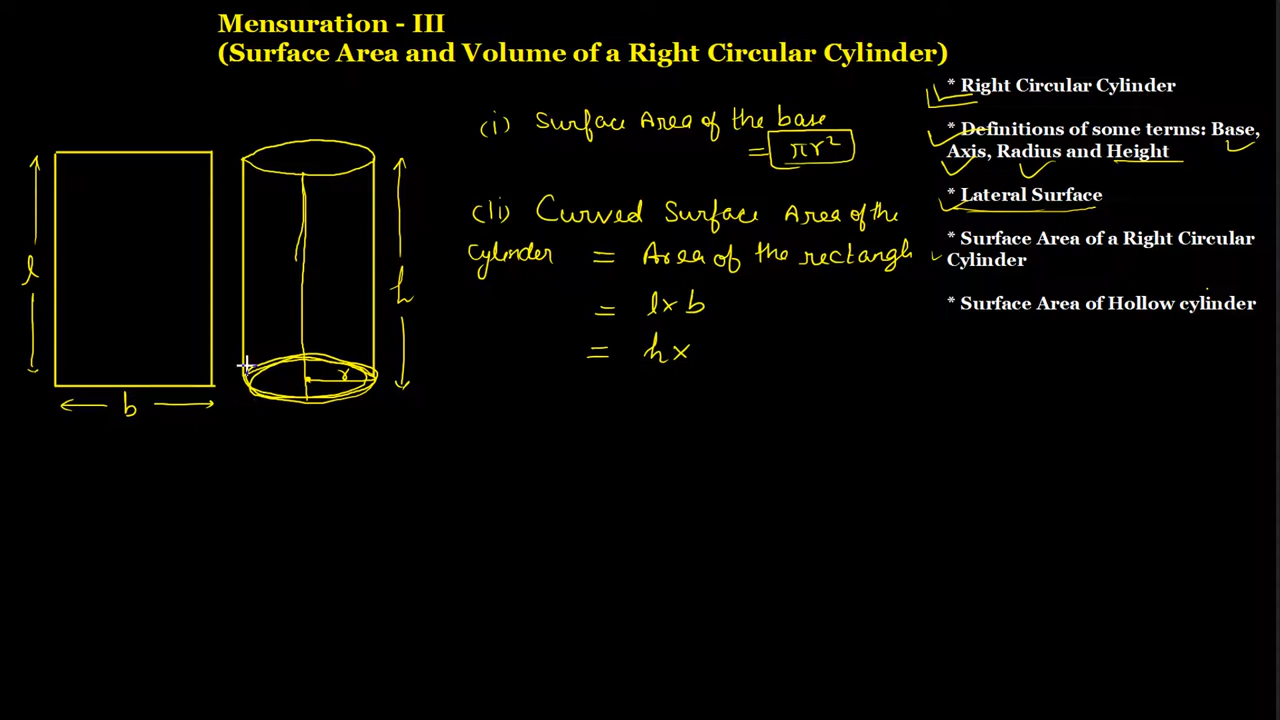 Mensuration - III
(Surface Area and Volume of a Right Circular Cylinder)
(i) Surface Area of the base
= πr²
(ii) Curved Surface Area of the
Cylinder = Area of the rectangle
= l× b
= h×
l
b
h
r
* Right Circular Cylinder
* Definitions of some terms: Base,
Axis, Radius and Height
* Lateral Surface
* Surface Area of a Right Circular
Cylinder
* Surface Area of Hollow cylinder